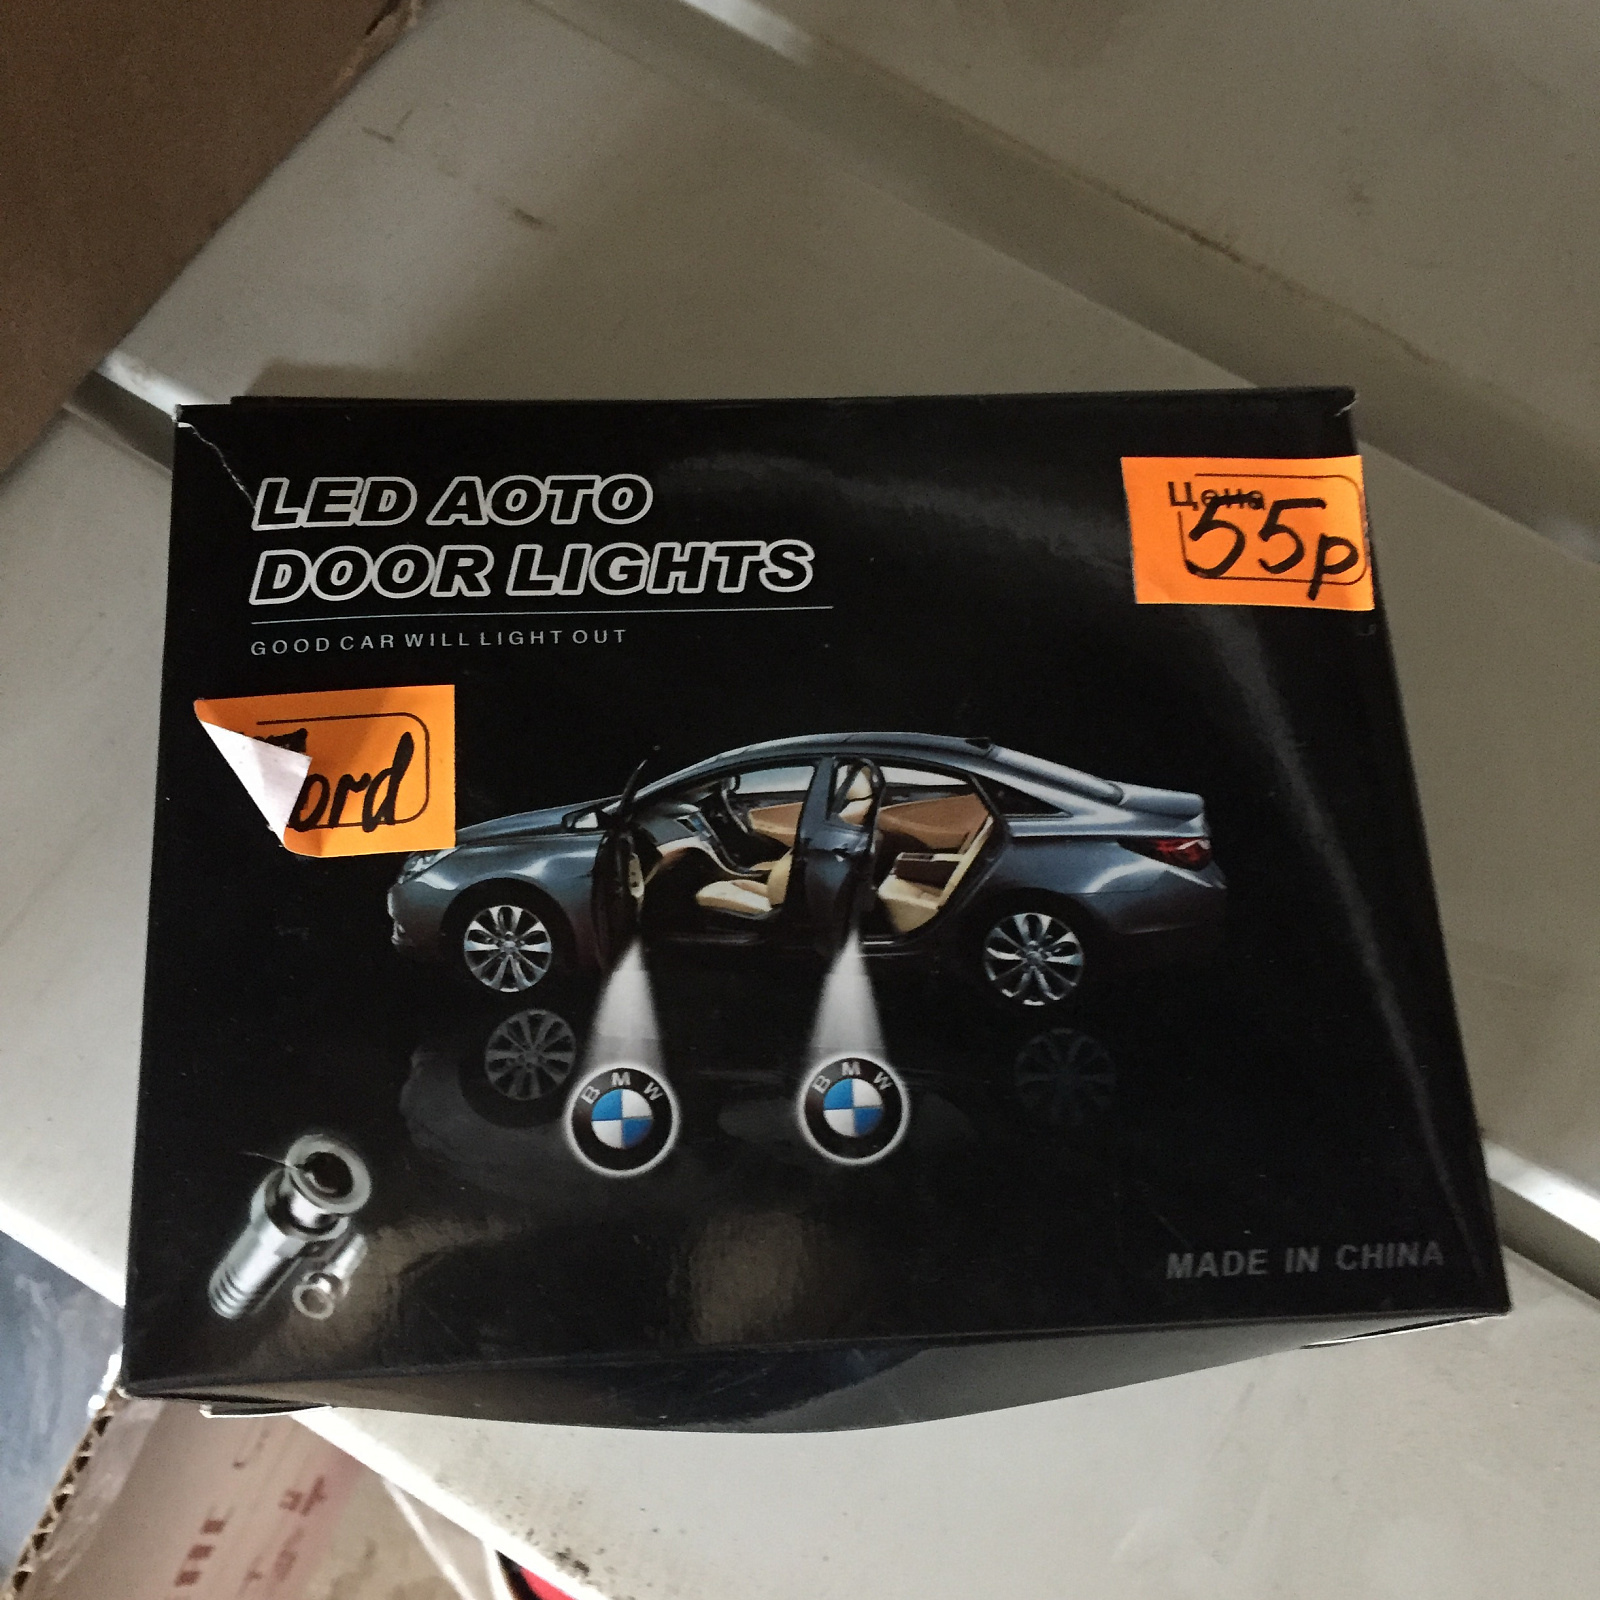 LED AOTO
DOOR LIGHTS
GOOD CAR WILL LIGHT OUT
Цена
55р
ord
BMW
BMW
MADE IN CHINA